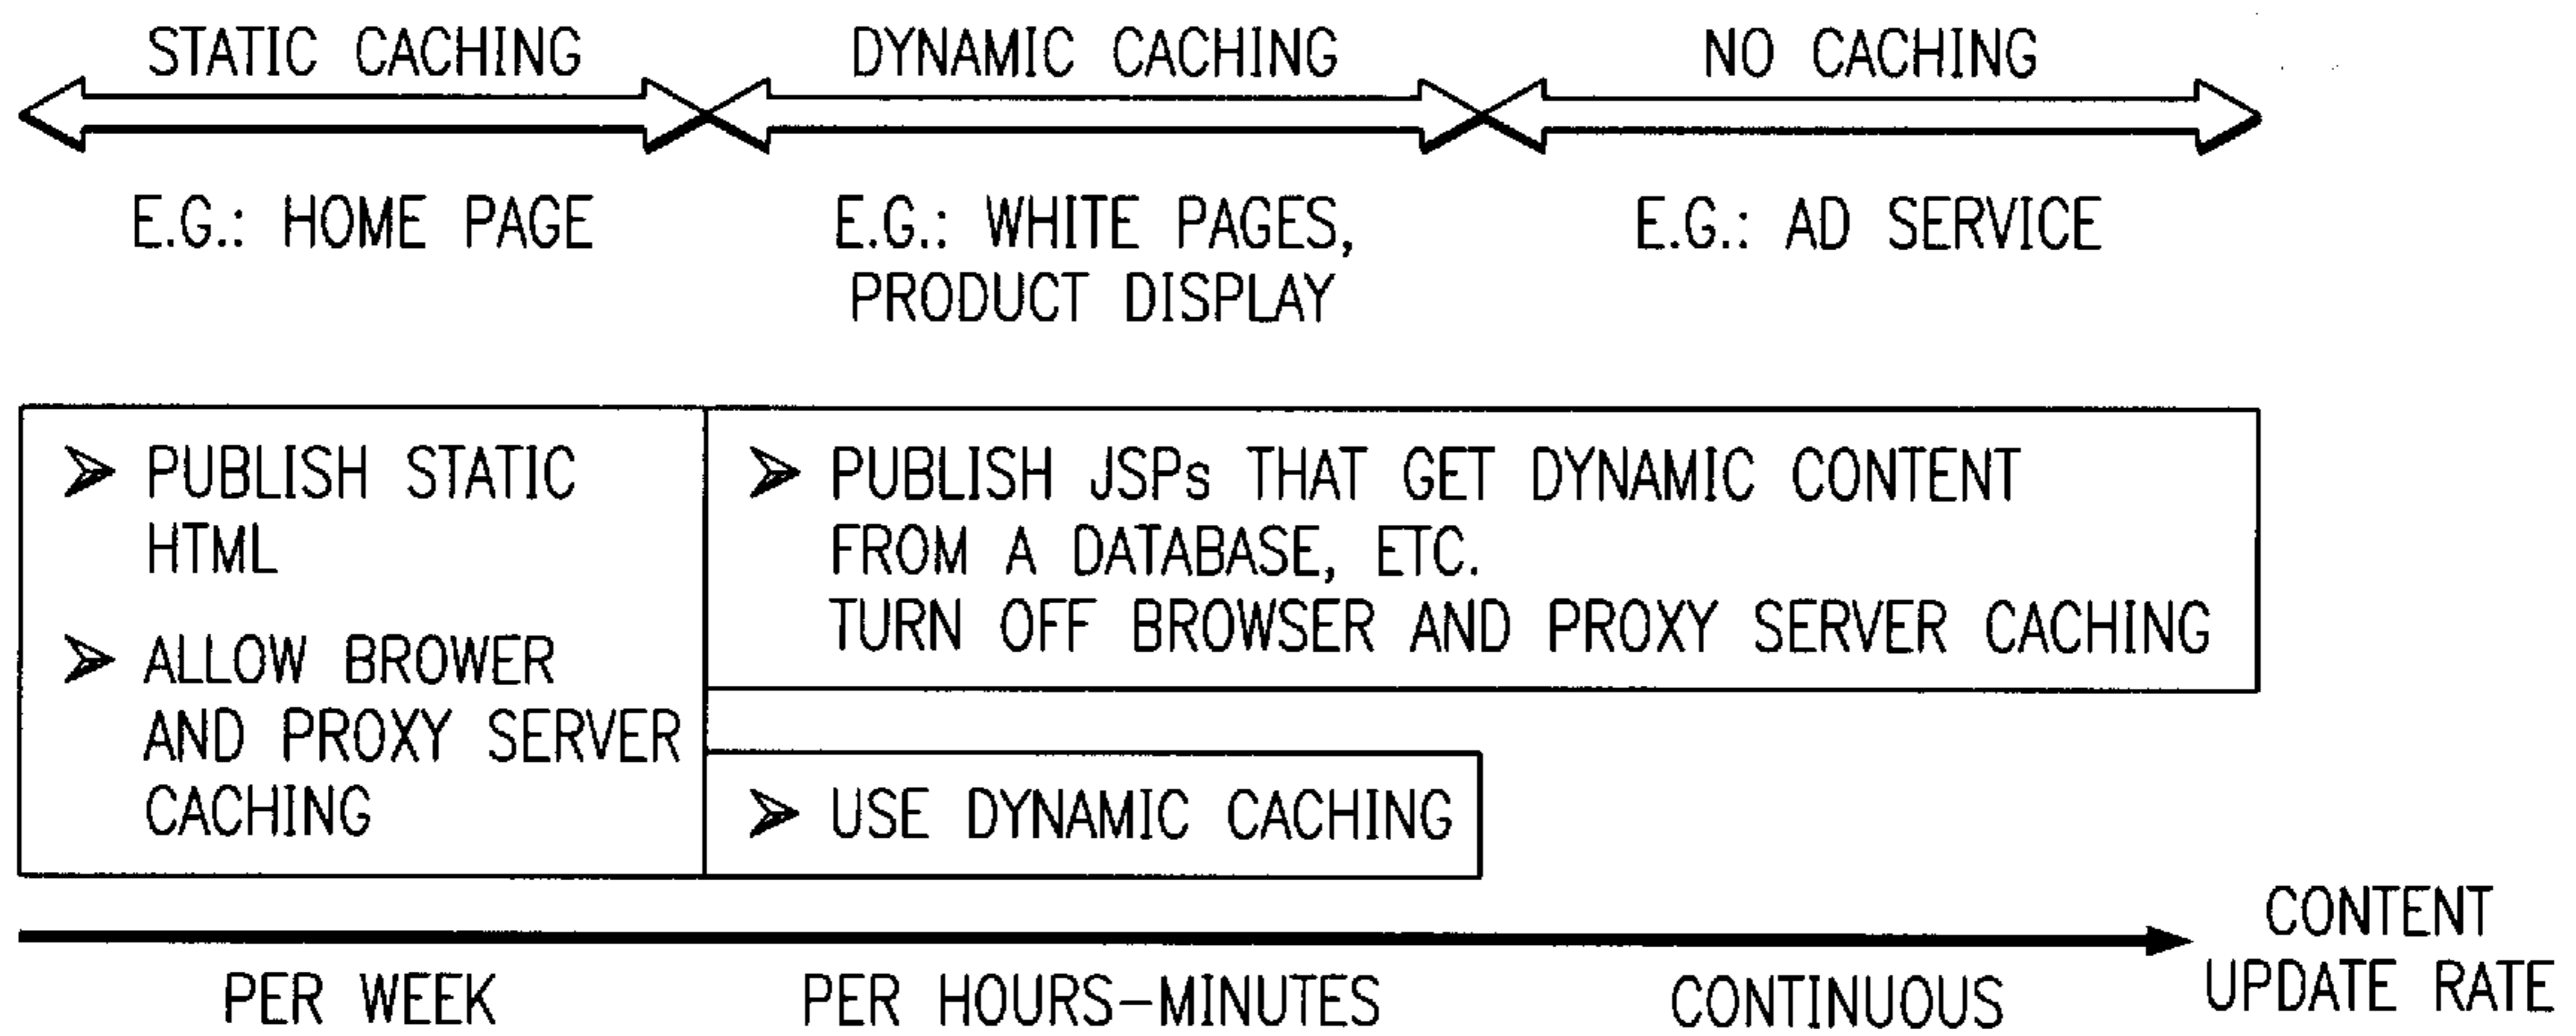 STATIC CACHING
DYNAMIC CACHING
NO CACHING
E.G.: HOME PAGE
E.G.: WHITE PAGES,
PRODUCT DISPLAY
E.G.: AD SERVICE
PUBLISH STATIC
HTML
ALLOW BROWER
AND PROXY SERVER
CACHING
PUBLISH JSPs THAT GET DYNAMIC CONTENT
FROM A DATABASE, ETC.
TURN OFF BROWSER AND PROXY SERVER CACHING
USE DYNAMIC CACHING
PER WEEK
PER HOURS-MINUTES
CONTINUOUS
CONTENT
UPDATE RATE